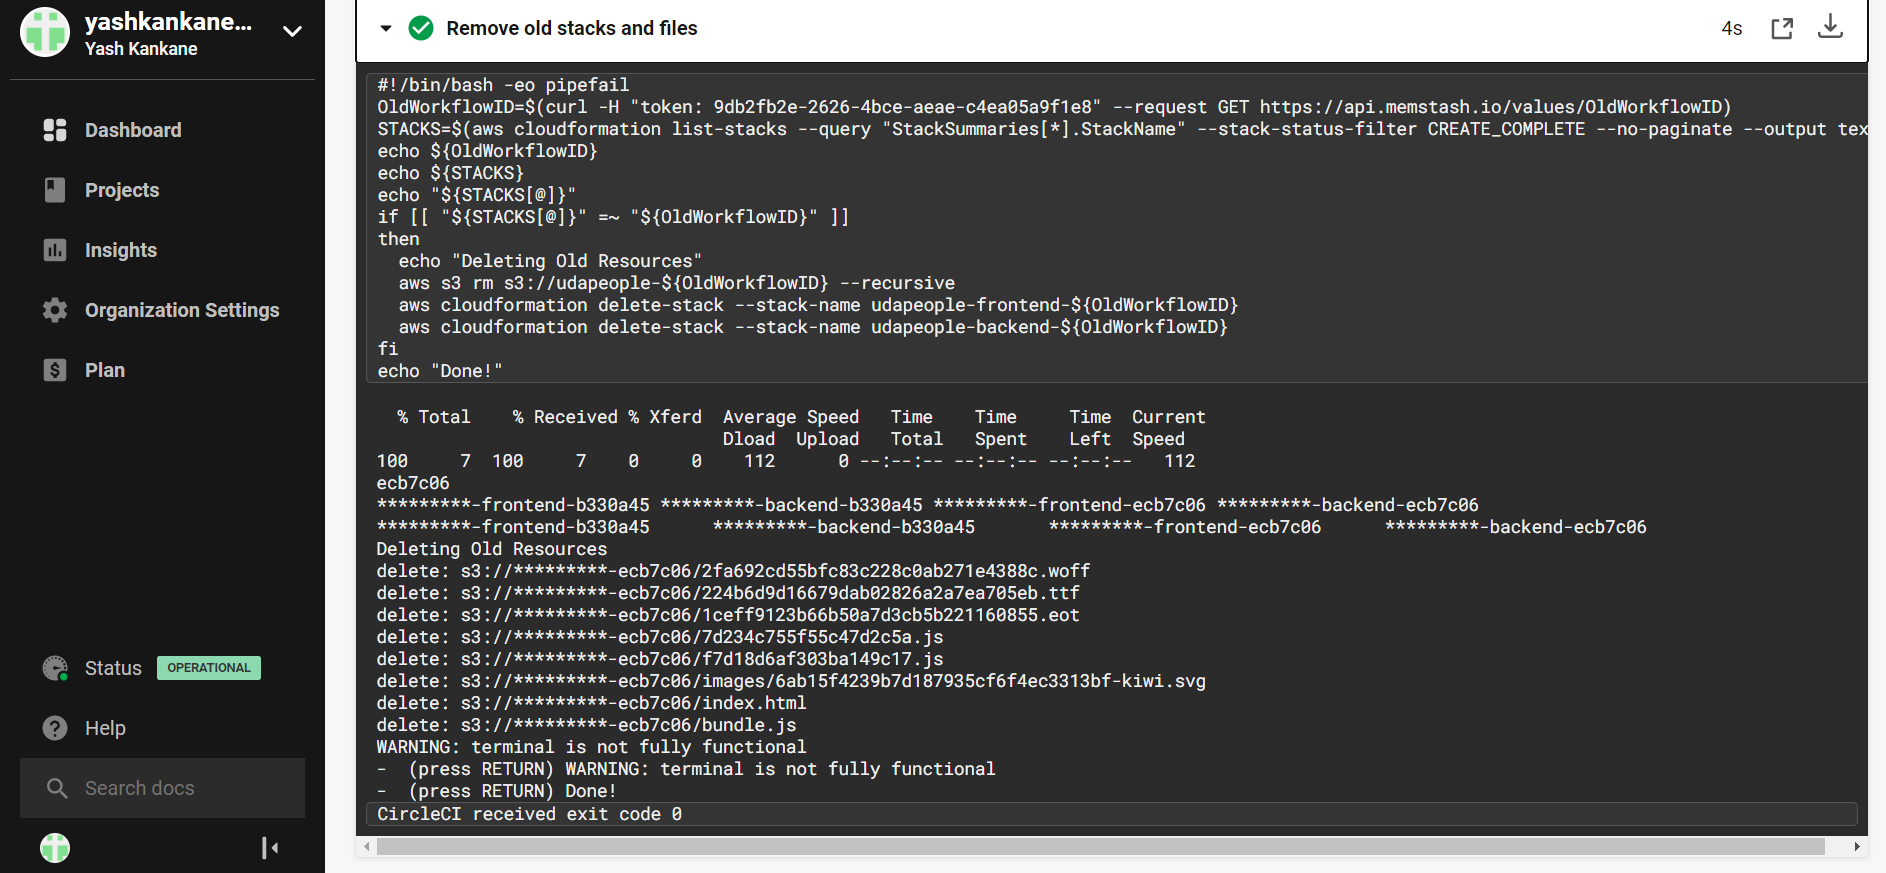 yashkankane...
Yash Kankane
Dashboard
Projects
Insights
Organization Settings
Plan
Status OPERATIONAL
Help
Search docs
Remove old stacks and files 4s
#!/bin/bash -eo pipefail
OldWorkflowID=$(curl -H "token: 9db2fb2e-2626-4bce-aeae-c4ea05a9f1e8" --request GET https://api.memstash.io/values/OldWorkflowID)
STACKS=$(aws cloudformation list-stacks --query "StackSummaries[*].StackName" --stack-status-filter CREATE_COMPLETE --no-paginate --output tex
echo ${OldWorkflowID}
echo ${STACKS}
echo "${STACKS[@]}"
if [[ "${STACKS[@]}" =~ "${OldWorkflowID}" ]]
then
  echo "Deleting Old Resources"
  aws s3 rm s3://udapeople-${OldWorkflowID} --recursive
  aws cloudformation delete-stack --stack-name udapeople-frontend-${OldWorkflowID}
  aws cloudformation delete-stack --stack-name udapeople-backend-${OldWorkflowID}
fi
echo "Done!"
  % Total    % Received % Xferd  Average Speed   Time    Time     Time  Current
                                 Dload  Upload   Total   Spent    Left  Speed
100     7  100     7    0     0    112      0 --:--:-- --:--:-- --:--:--   112
ecb7c06
*********-frontend-b330a45 *********-backend-b330a45 *********-frontend-ecb7c06 *********-backend-ecb7c06
*********-frontend-b330a45      *********-backend-b330a45       *********-frontend-ecb7c06      *********-backend-ecb7c06
Deleting Old Resources
delete: s3://*********-ecb7c06/2fa692cd55bfc83c228c0ab271e4388c.woff
delete: s3://*********-ecb7c06/224b6d9d16679dab02826a2a7ea705eb.ttf
delete: s3://*********-ecb7c06/1ceff9123b66b50a7d3cb5b221160855.eot
delete: s3://*********-ecb7c06/7d234c755f55c47d2c5a.js
delete: s3://*********-ecb7c06/f7d18d6af303ba149c17.js
delete: s3://*********-ecb7c06/images/6ab15f4239b7d187935cf6f4ec3313bf-kiwi.svg
delete: s3://*********-ecb7c06/index.html
delete: s3://*********-ecb7c06/bundle.js
WARNING: terminal is not fully functional
-  (press RETURN) WARNING: terminal is not fully functional
-  (press RETURN) Done!
CircleCI received exit code 0